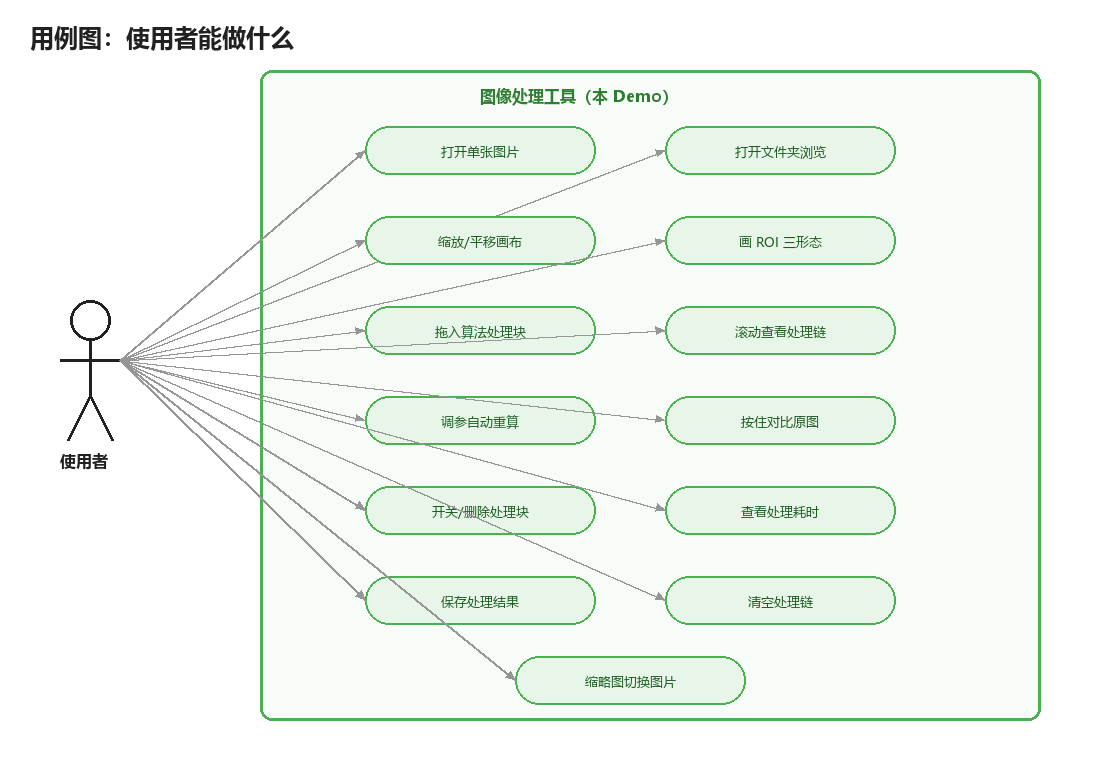 用例图：使用者能做什么
图像处理工具（本 Demo）
打开单张图片
打开文件夹浏览
缩放/平移画布
画 ROI 三形态
拖入算法处理块
滚动查看处理链
调参自动重算
按住对比原图
使用者
开关/删除处理块
查看处理耗时
保存处理结果
清空处理链
缩略图切换图片